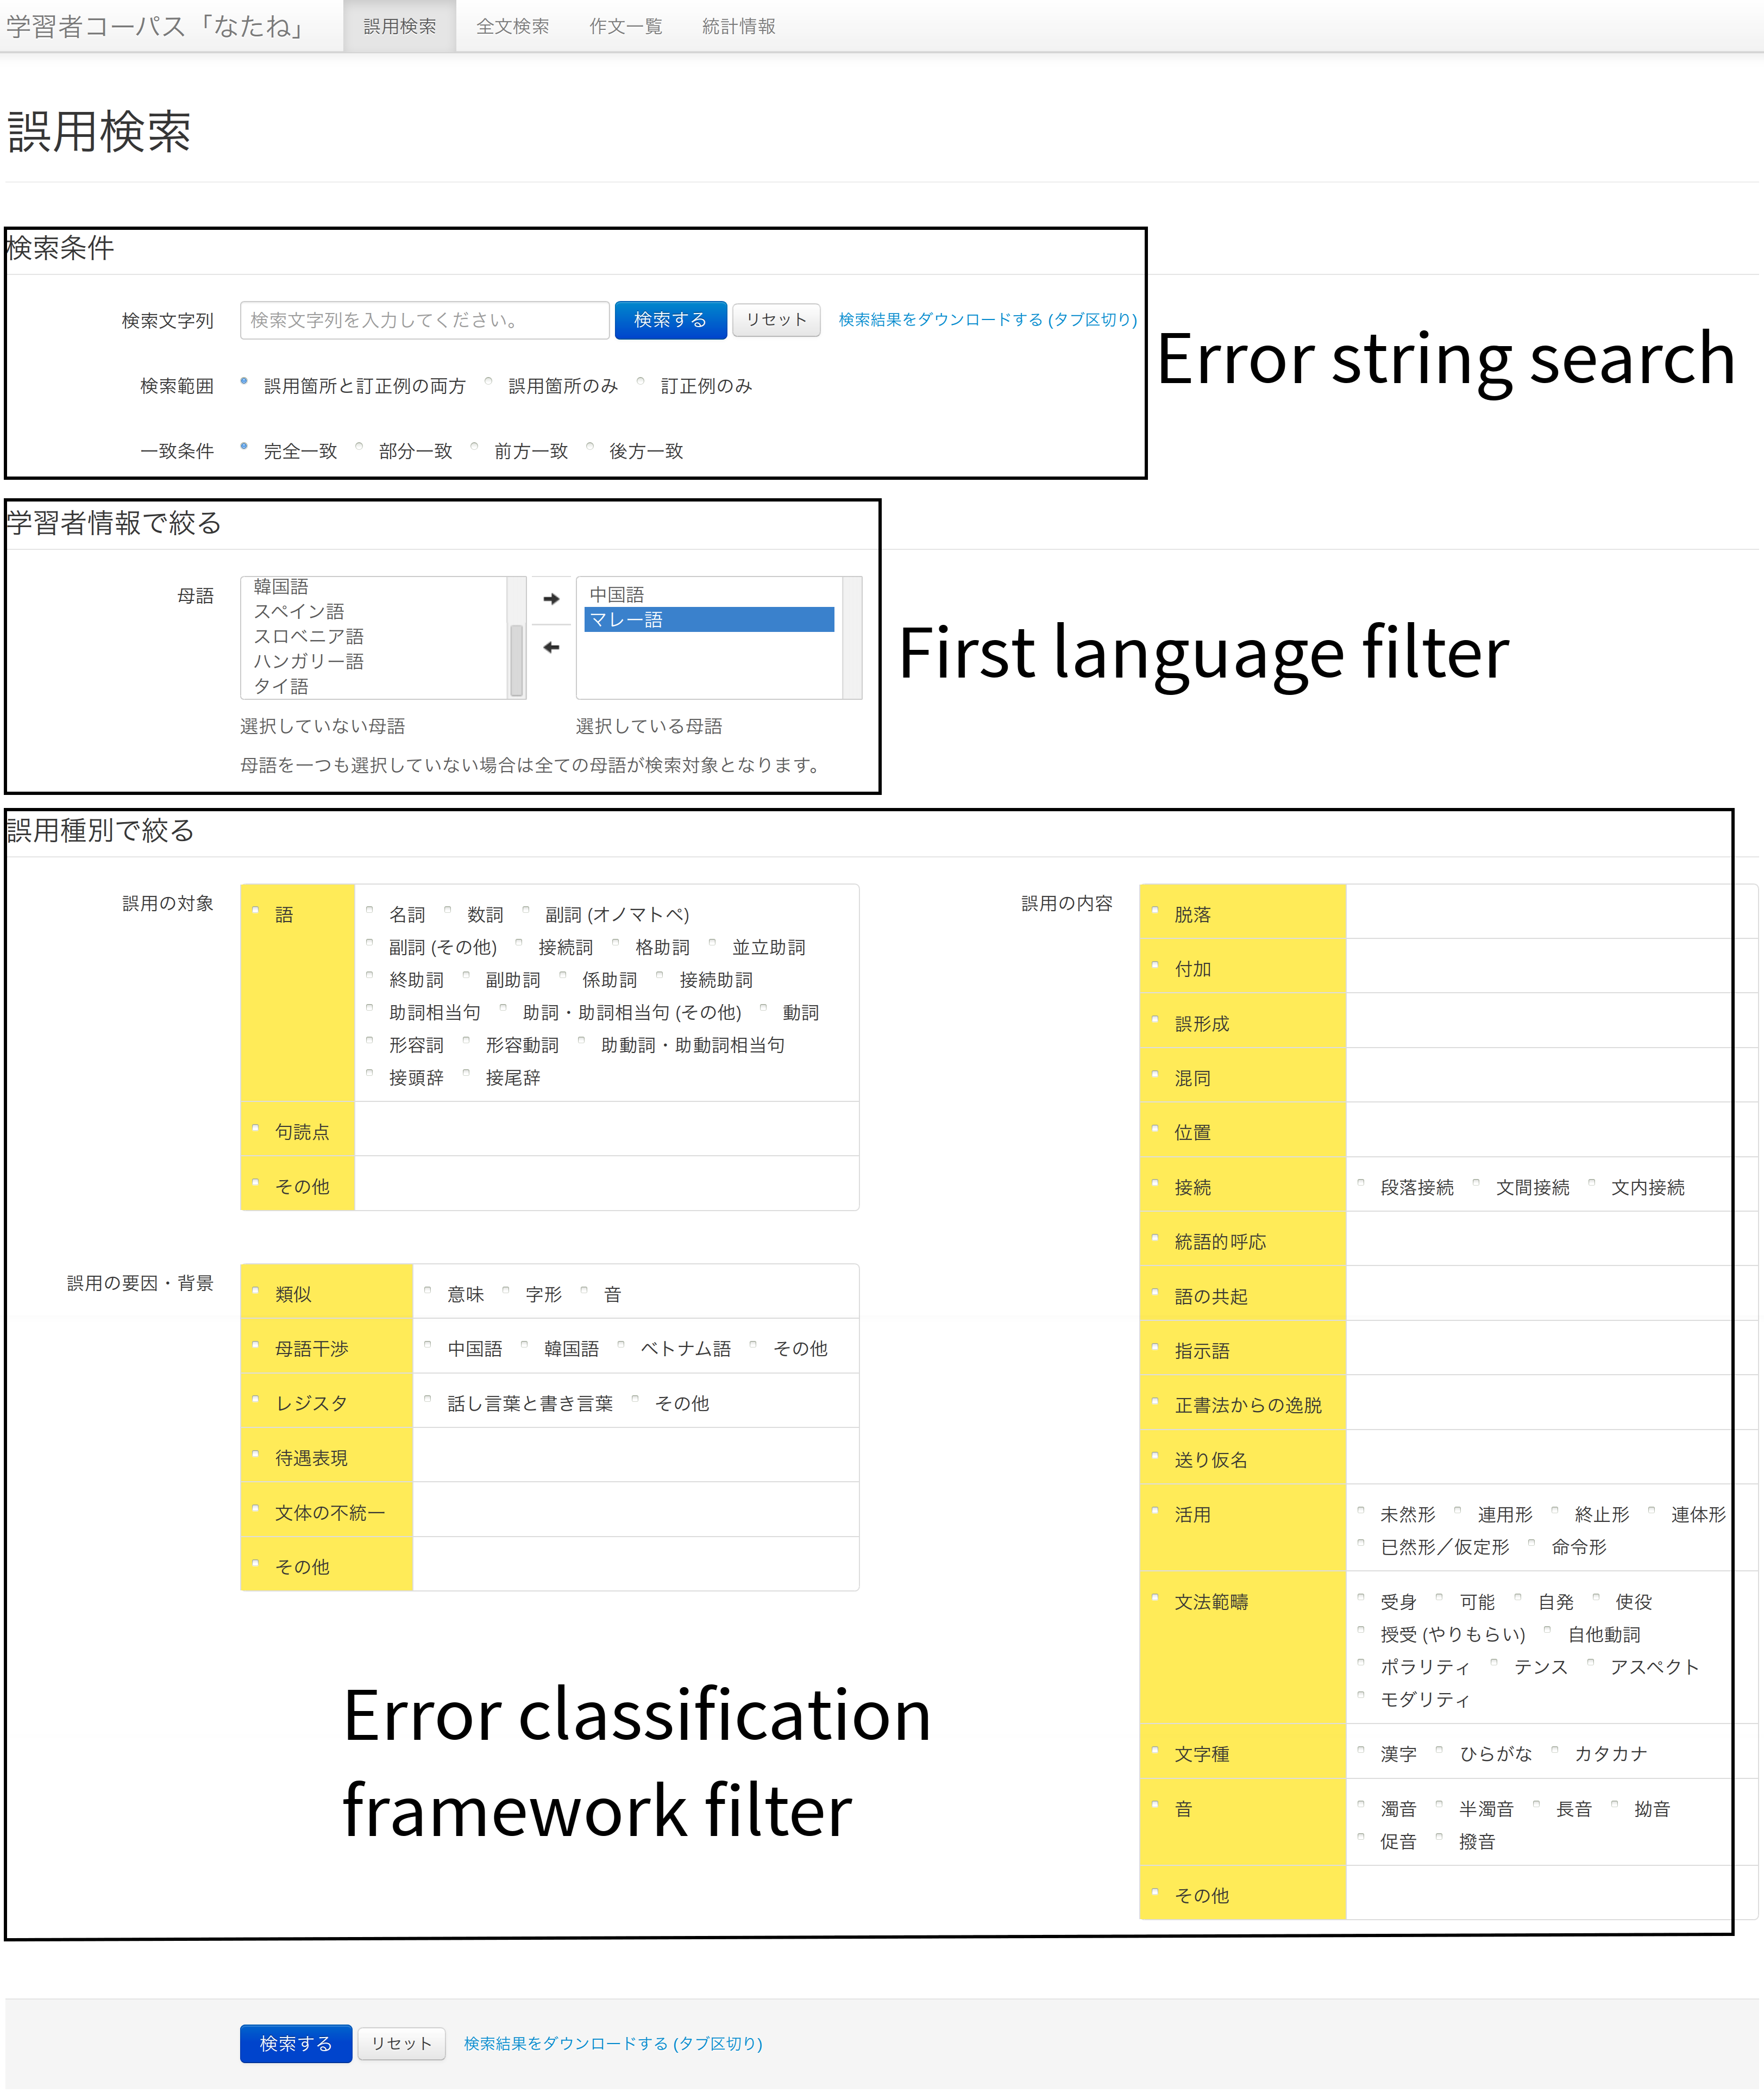 学習者コーパス「なたね」 誤用検索 全文検索 作文一覧 統計情報
誤用検索
検索条件
検索文字列 検索文字列を入力してください。 検索する リセット 検索結果をダウンロードする (タブ区切り)
検索範囲 誤用箇所と訂正例の両方 誤用箇所のみ 訂正例のみ
一致条件 完全一致 部分一致 前方一致 後方一致
Error string search
学習者情報で絞る
母語
韓国語
スペイン語
スロベニア語
ハンガリー語
タイ語
中国語
マレー語
選択していない母語 選択している母語
母語を一つも選択していない場合は全ての母語が検索対象となります。
First language filter
誤用種別で絞る
誤用の対象
語 名詞 数詞 副詞 (オノマトペ)
副詞 (その他) 接続詞 格助詞 並立助詞
終助詞 副助詞 係助詞 接続助詞
助詞相当句 助詞・助詞相当句 (その他) 動詞
形容詞 形容動詞 助動詞・助動詞相当句
接頭辞 接尾辞
句読点
その他
誤用の要因・背景
類似 意味 字形 音
母語干渉 中国語 韓国語 ベトナム語 その他
レジスタ 話し言葉と書き言葉 その他
待遇表現
文体の不統一
その他
Error classification
framework filter
誤用の内容
脱落
付加
誤形成
混同
位置
接続 段落接続 文間接続 文内接続
統語的呼応
語の共起
指示語
正書法からの逸脱
送り仮名
活用 未然形 連用形 終止形 連体形
已然形／仮定形 命令形
文法範疇 受身 可能 自発 使役
授受 (やりもらい) 自他動詞
ポラリティ テンス アスペクト
モダリティ
文字種 漢字 ひらがな カタカナ
音 濁音 半濁音 長音 拗音
促音 撥音
その他
検索する リセット 検索結果をダウンロードする (タブ区切り)